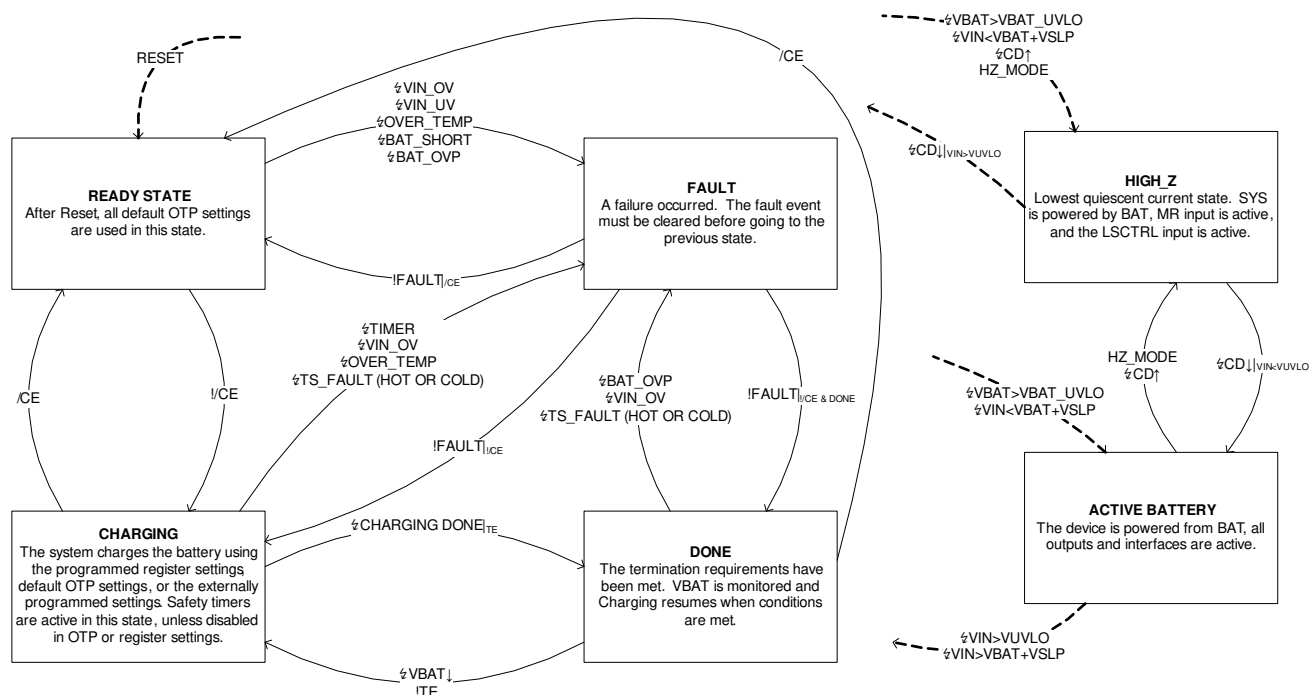 RESET
↯VIN_OV
↯VIN_UV
↯OVER_TEMP
↯BAT_SHORT
↯BAT_OVP
/CE
↯VBAT>VBAT_UVLO
↯VIN<VBAT+VSLP
↯CD↑
HZ_MODE
↯CD↓|VIN>VUVLO
READY STATE
After Reset, all default OTP settings
are used in this state.
FAULT
A failure occurred. The fault event
must be cleared before going to the
previous state.
HIGH_Z
Lowest quiescent current state. SYS
is powered by BAT, MR input is active,
and the LSCTRL input is active.
!FAULT|/CE
/CE
!/CE
↯TIMER
↯VIN_OV
↯OVER_TEMP
↯TS_FAULT (HOT OR COLD)
!FAULT|!/CE
↯BAT_OVP
↯VIN_OV
↯TS_FAULT (HOT OR COLD)
!FAULT|!/CE & DONE
↯VBAT>VBAT_UVLO
↯VIN<VBAT+VSLP
HZ_MODE
↯CD↑
↯CD↓|VIN<VUVLO
CHARGING
The system charges the battery using
the programmed register settings,
default OTP settings, or the externally
programmed settings. Safety timers
are active in this state, unless disabled
in OTP or register settings.
↯CHARGING DONE|TE
DONE
The termination requirements have
been met. VBAT is monitored and
Charging resumes when conditions
are met.
ACTIVE BATTERY
The device is powered from BAT, all
outputs and interfaces are active.
↯VBAT↓
!TE
↯VIN>VUVLO
↯VIN>VBAT+VSLP